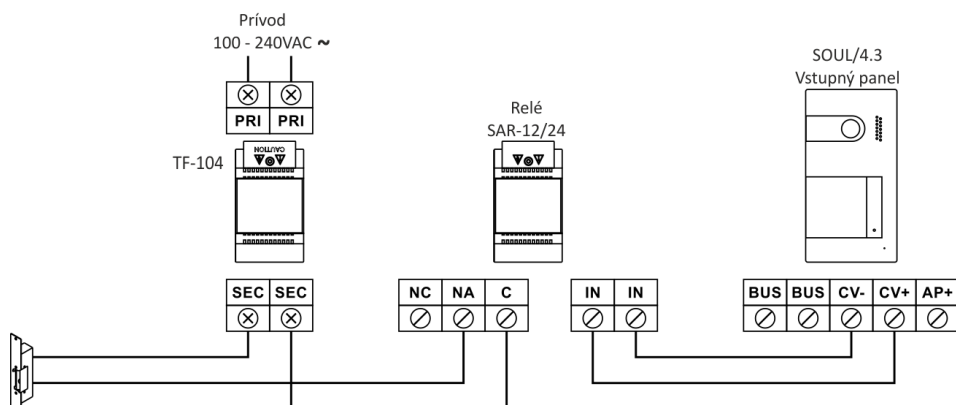 Prívod
100 - 240VAC ~
SOUL/4.3
Vstupný panel
Relé
SAR-12/24
PRI PRI
TF-104
CAUTION
SEC SEC
NC NA C
IN IN
BUS BUS CV- CV+ AP+